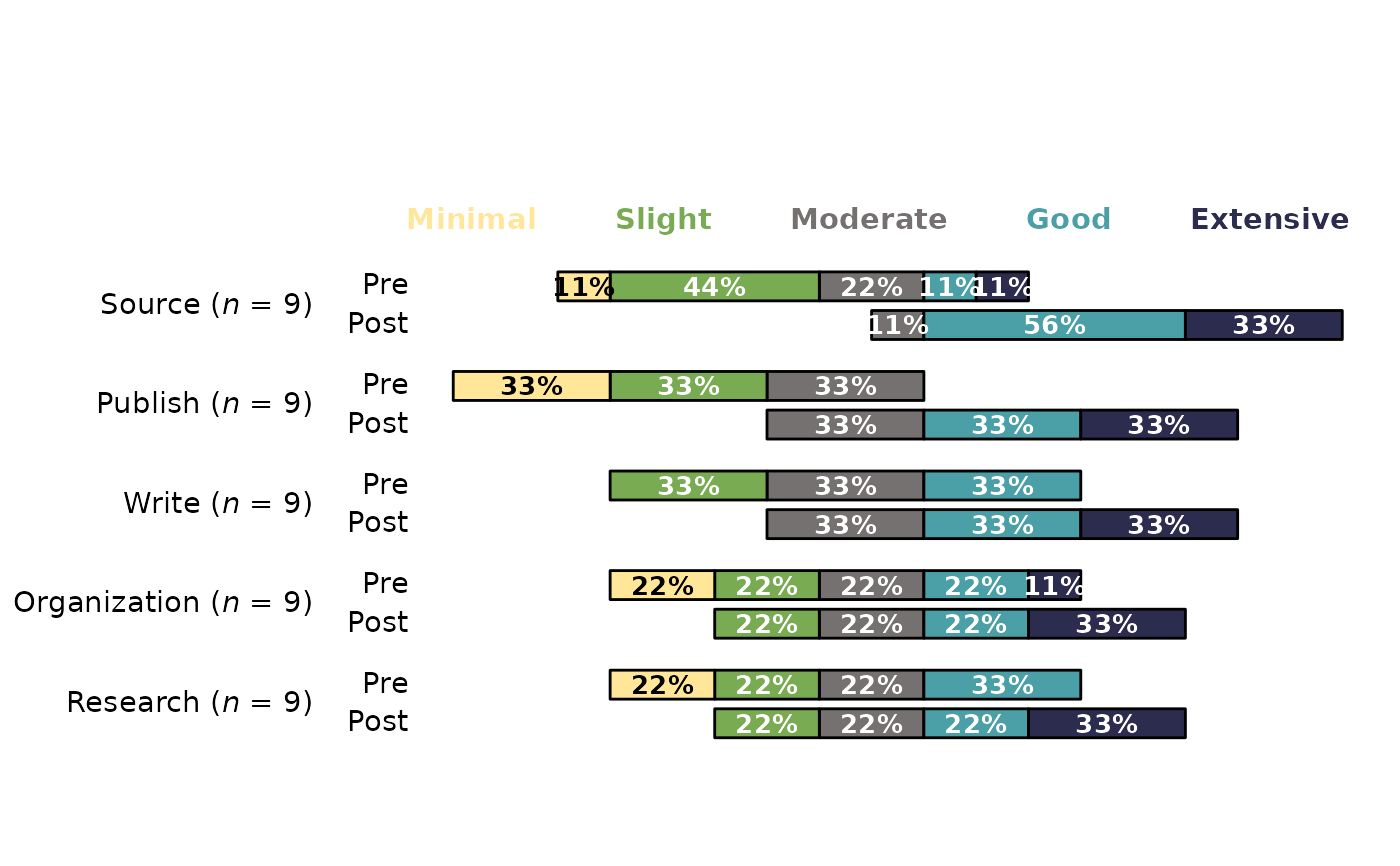 Minimal Slight Moderate Good Extensive
Pre 11% 44% 22% 11% 11%
Source (n = 9)
Post 11% 56% 33%
Pre 33% 33% 33%
Publish (n = 9)
Post 33% 33% 33%
Pre 33% 33% 33%
Write (n = 9)
Post 33% 33% 33%
Pre 22% 22% 22% 22% 11%
Organization (n = 9)
Post 22% 22% 22% 33%
Pre 22% 22% 22% 33%
Research (n = 9)
Post 22% 22% 22% 33%